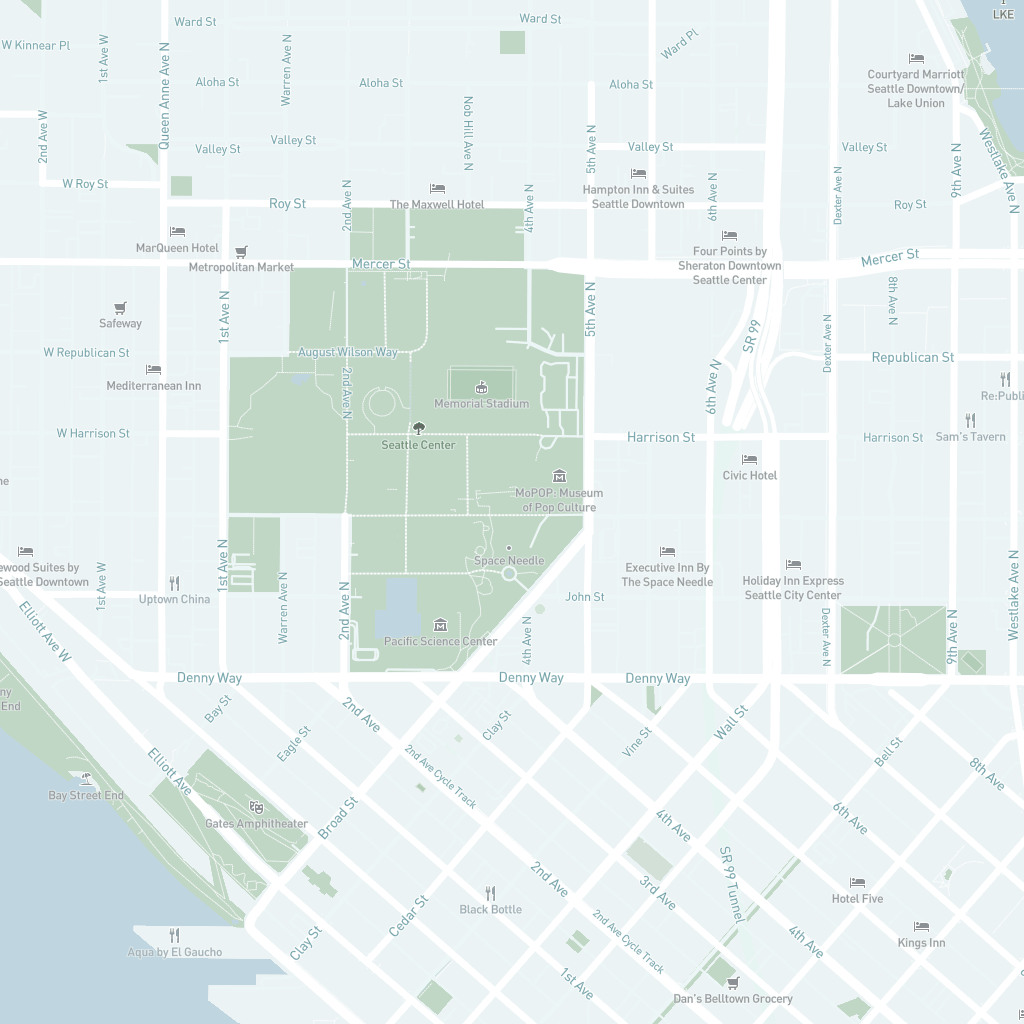 Ward St
Ward St
LKE
W Kinnear Pl
1st Ave W
Queen Anne Ave N
Warren Ave N
Ward Pl
Aloha St
Aloha St
Aloha St
Courtyard Marriott
Seattle Downtown/
Lake Union
2nd Ave W
Nob Hill Ave N
5th Ave N
Westlake Ave N
Valley St
Valley St
Valley St
Valley St
9th Ave N
W Roy St
Roy St
2nd Ave N
The Maxwell Hotel
4th Ave N
Hampton Inn & Suites
Seattle Downtown
6th Ave N
Dexter Ave N
Roy St
MarQueen Hotel
Metropolitan Market
Mercer St
Four Points by
Sheraton Downtown
Seattle Center
Mercer St
Safeway
1st Ave N
5th Ave N
8th Ave N
SR 99
Dexter Ave N
W Republican St
August Wilson Way
Republican St
Mediterranean Inn
2nd Ave N
Memorial Stadium
6th Ave N
Re:Publi
W Harrison St
Seattle Center
Harrison St
Harrison St
Sam's Tavern
Civic Hotel
ne
MoPOP: Museum
of Pop Culture
Space Needle
ewood Suites by
Seattle Downtown
1st Ave W
Uptown China
1st Ave N
Warren Ave N
2nd Ave N
Executive Inn By
The Space Needle
Holiday Inn Express
Seattle City Center
Westlake Ave N
John St
Elliott Ave W
Pacific Science Center
4th Ave N
Dexter Ave N
9th Ave N
Denny Way
Denny Way
Denny Way
ny
End
Bay St
2nd Ave
Clay St
Wall St
Eagle St
Vine St
Bell St
Elliott Ave
2nd Ave Cycle Track
8th Ave
Bay Street End
Gates Amphitheater
Broad St
4th Ave
6th Ave
SR 99 Tunnel
2nd Ave
3rd Ave
Hotel Five
Black Bottle
Cedar St
2nd Ave Cycle Track
4th Ave
Kings Inn
Aqua by El Gaucho
Clay St
1st Ave
Dan's Belltown Grocery